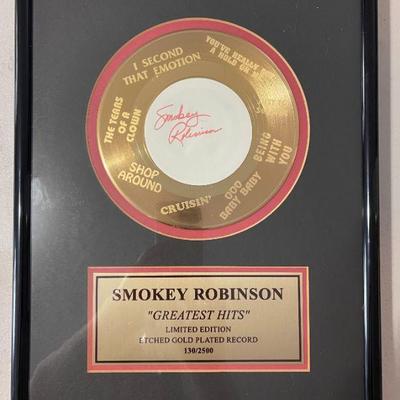 I SECOND
THAT EMOTION
YOU'VE REALLY GOT
A HOLD ON ME
THE TEARS
OF A
CLOWN
Smokey
Robinson
BEING
WITH YOU
SHOP
AROUND
OOO
BABY BABY
CRUISIN'
SMOKEY ROBINSON
"GREATEST HITS"
LIMITED EDITION
ETCHED GOLD PLATED RECORD
130/2500